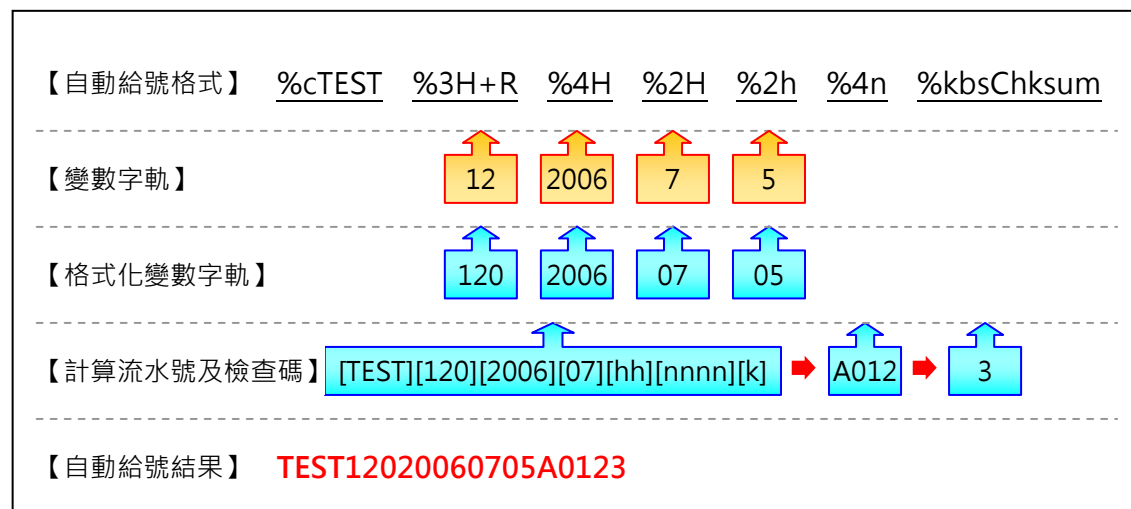 【自動給號格式】 %cTEST %3H+R %4H %2H %2h %4n %kbsChksum
【變數字軌】 12 2006 7 5
【格式化變數字軌】 120 2006 07 05
【計算流水號及檢查碼】 [TEST][120][2006][07][hh][nnnn][k] A012 3
【自動給號結果】 TEST12020060705A0123